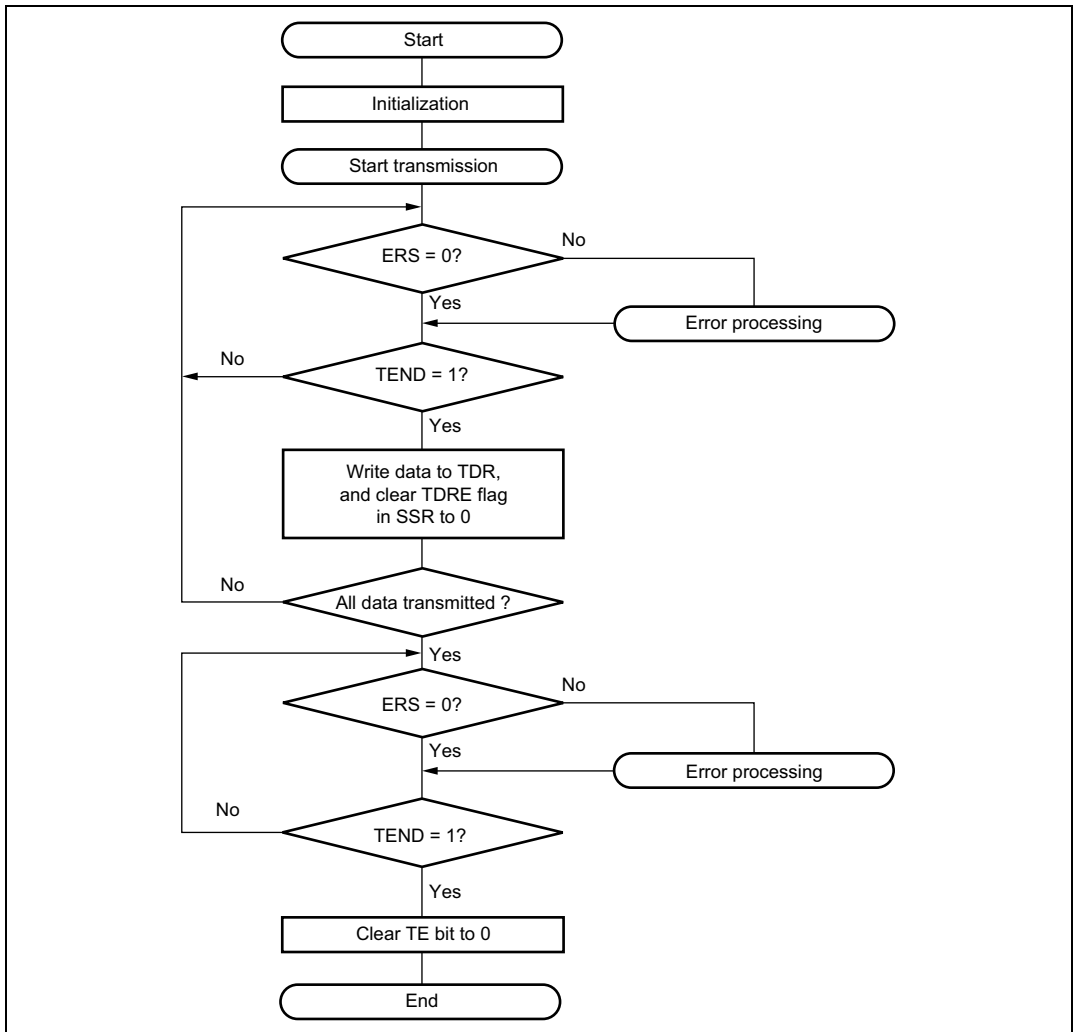 Start
Initialization
Start transmission
No
ERS = 0?
Yes
Error processing
No
TEND = 1?
Yes
Write data to TDR,
and clear TDRE flag
in SSR to 0
No
All data transmitted ?
Yes
No
ERS = 0?
Yes
Error processing
No
TEND = 1?
Yes
Clear TE bit to 0
End